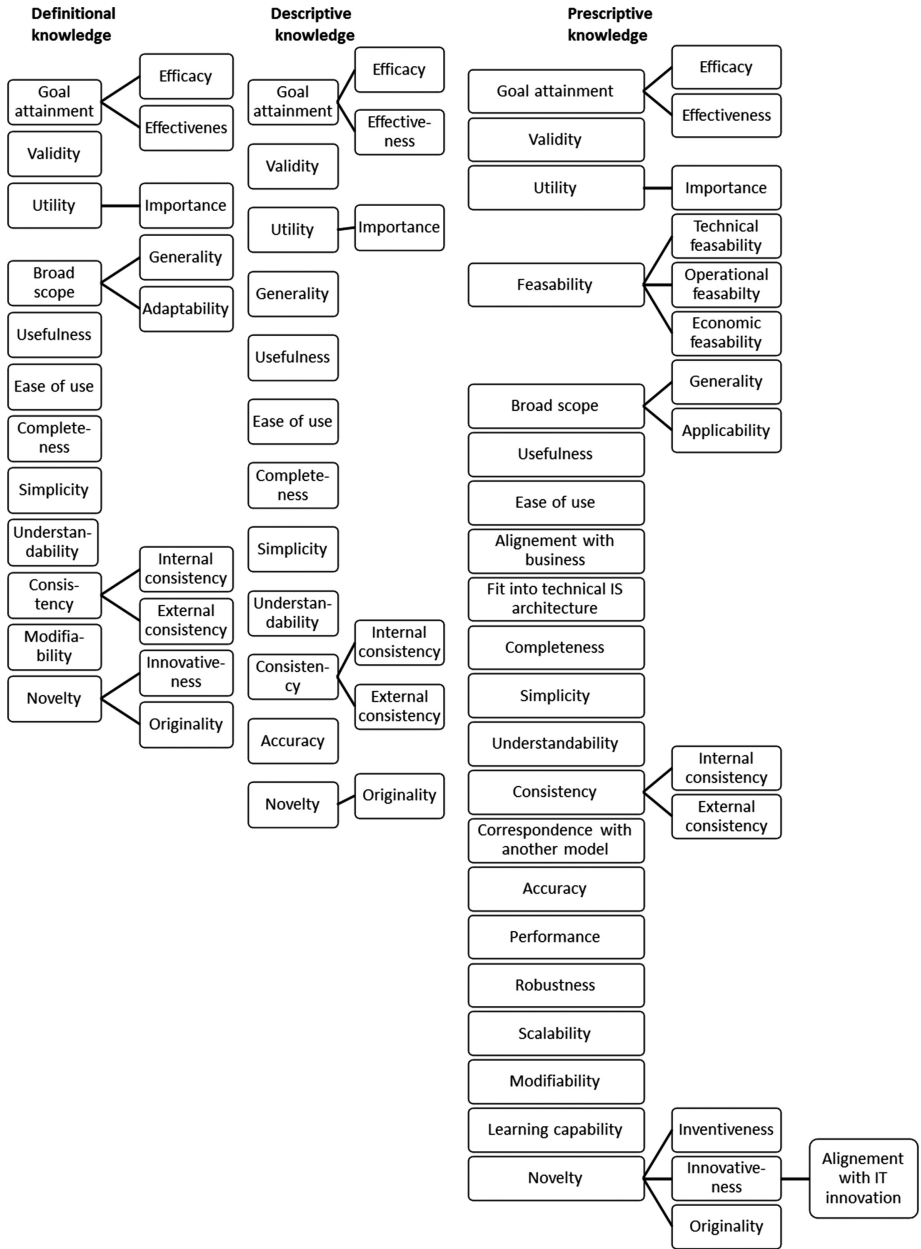 Definitional
knowledge
Goal
attainment
Efficacy
Effectivenes
Validity
Utility
Importance
Broad
scope
Generality
Adaptability
Usefulness
Ease of use
Complete-
ness
Simplicity
Understan-
dability
Consis-
tency
Internal
consistency
External
consistency
Modifia-
bility
Novelty
Innovative-
ness
Originality
Descriptive
knowledge
Goal
attainment
Efficacy
Effective-
ness
Validity
Utility
Importance
Generality
Usefulness
Ease of use
Complete-
ness
Simplicity
Understan-
dability
Consisten-
cy
Internal
consistency
External
consistency
Accuracy
Novelty
Originality
Prescriptive
knowledge
Goal attainment
Efficacy
Effectiveness
Validity
Utility
Importance
Feasability
Technical
feasability
Operational
feasabilty
Economic
feasability
Broad scope
Generality
Applicability
Usefulness
Ease of use
Alignement with
business
Fit into technical IS
architecture
Completeness
Simplicity
Understandability
Consistency
Internal
consistency
External
consistency
Correspondence with
another model
Accuracy
Performance
Robustness
Scalability
Modifiability
Learning capability
Novelty
Inventiveness
Innovative-
ness
Alignement
with IT
innovation
Originality